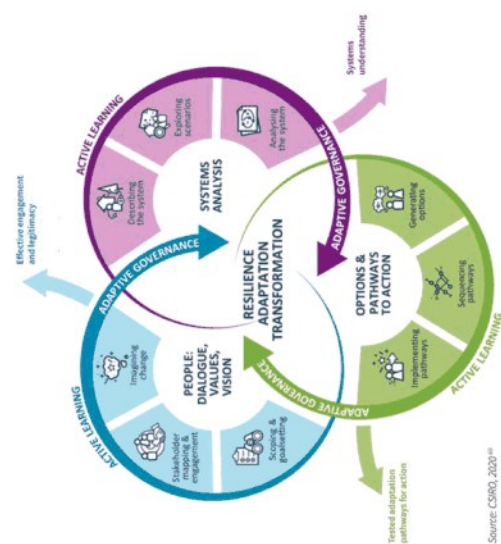 Effective engagement
and legitimacy
ACTIVE LEARNING
Scoping &
goalsetting
Stakeholder
mapping &
engagement
Imagining
change
PEOPLE:
DIALOGUE,
VALUES,
VISION
ADAPTIVE GOVERNANCE
ACTIVE LEARNING
Describing
the system
Exploring
scenarios
Analysing
the system
SYSTEMS
ANALYSIS
ADAPTIVE GOVERNANCE
Systems
understanding
RESILIENCE
ADAPTATION
TRANSFORMATION
OPTIONS &
PATHWAYS
TO ACTION
Generating
options
Sequencing
pathways
Implementing
pathways
ACTIVE LEARNING
ADAPTIVE GOVERNANCE
Tested adaptation
pathways for action
Source: CSIRO, 2020